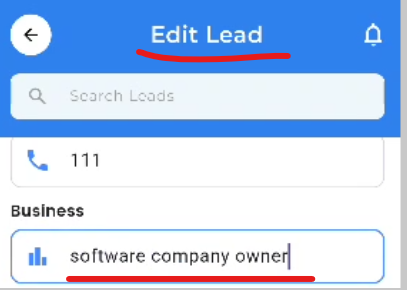 Edit Lead
Search Leads
111
Business
software company owner